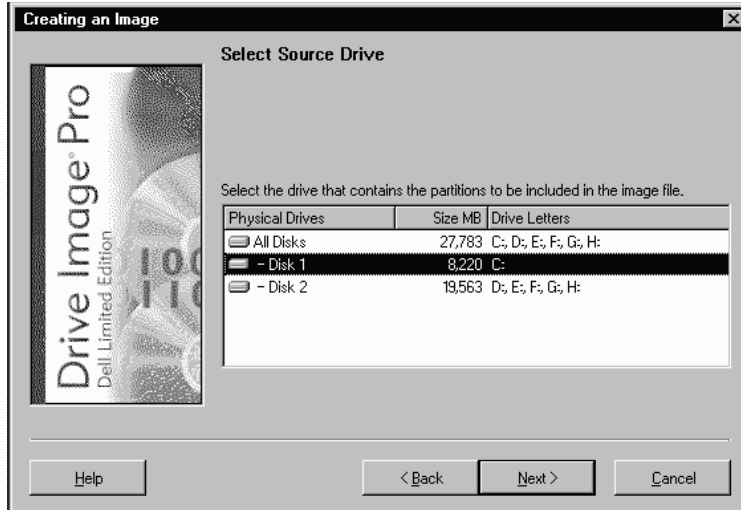 Creating an Image
Select Source Drive
Drive Image® Pro
Dell Limited Edition
Select the drive that contains the partitions to be included in the image file.
Physical Drives Size MB Drive Letters
All Disks 27,783 C:, D:, E:, F:, G:, H:
- Disk 1 8,220 C:
- Disk 2 19,563 D:, E:, F:, G:, H:
Help < Back Next > Cancel